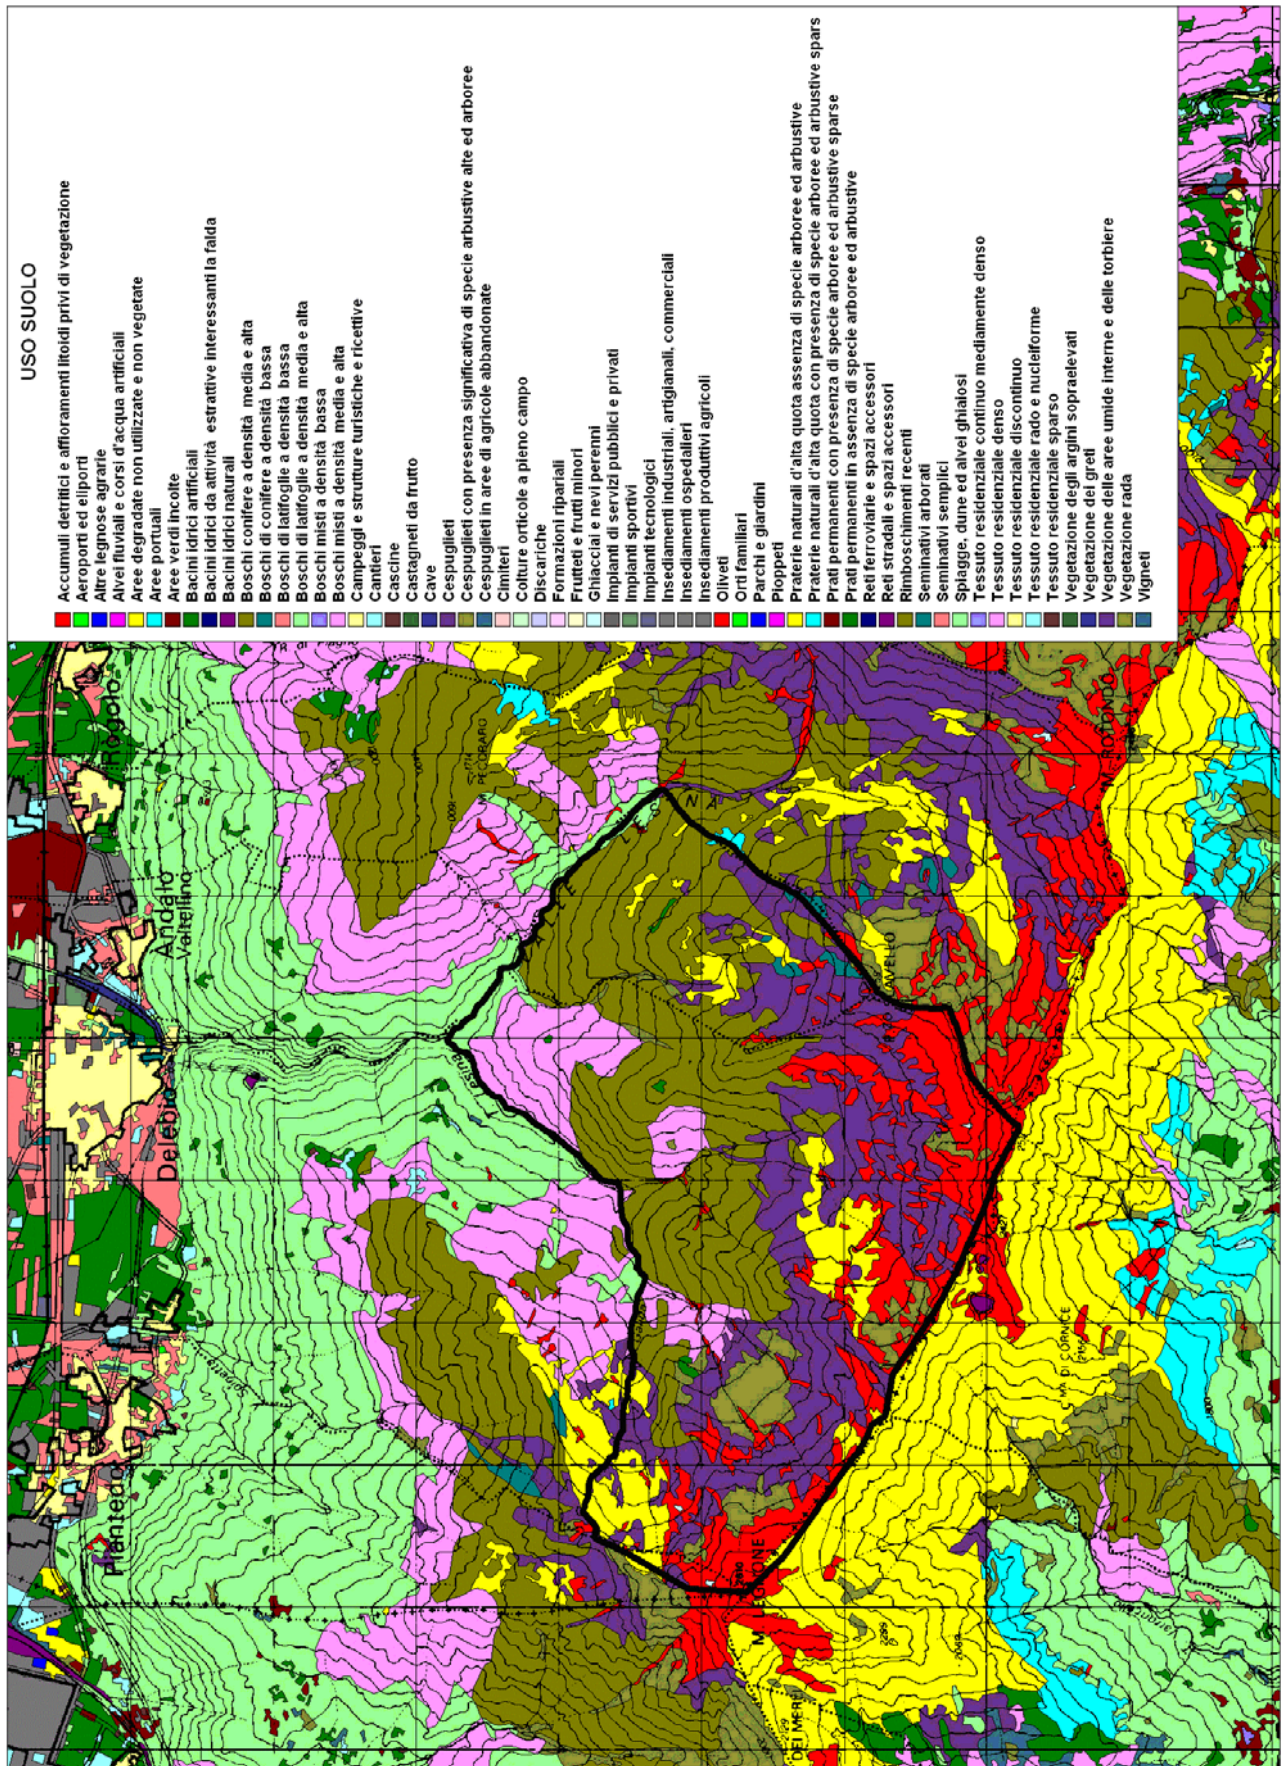 USO SUOLO
Accumuli detritici e affioramenti litoidi privi di vegetazione
Aeroporti ed eliporti
Altre legnose agrarie
Alvei fluviali e corsi d'acqua artificiali
Aree degradate non utilizzate e non vegetate
Aree portuali
Aree verdi incolte
Bacini idrici artificiali
Bacini idrici da attività estrattive interessanti la falda
Bacini idrici naturali
Boschi conifere a densità media e alta
Boschi di conifere a densità bassa
Boschi di latifoglie a densità bassa
Boschi di latifoglie a densità media e alta
Boschi misti a densità bassa
Boschi misti a densità media e alta
Campeggi e strutture turistiche e ricettive
Cantieri
Cascine
Castagneti da frutto
Cave
Cespuglieti
Cespuglieti con presenza significativa di specie arbustive alte ed arboree
Cespuglieti in aree di agricole abbandonate
Cimiteri
Colture orticole a pieno campo
Discariche
Formazioni ripariali
Frutteti e frutti minori
Ghiacciai e nevi perenni
Impianti di servizi pubblici e privati
Impianti sportivi
Impianti tecnologici
Insediamenti industriali, artigianali, commerciali
Insediamenti ospedalieri
Insediamenti produttivi agricoli
Oliveti
Orti familiari
Parchi e giardini
Pioppeti
Praterie naturali d'alta quota assenza di specie arboree ed arbustive
Praterie naturali d'alta quota con presenza di specie arboree ed arbustive spars
Prati permanenti con presenza di specie arboree ed arbustive sparse
Prati permanenti in assenza di specie arboree ed arbustive
Reti ferroviarie e spazi accessori
Reti stradali e spazi accessori
Rimboschimenti recenti
Seminativi arborati
Seminativi semplici
Spiagge, dune ed alvei ghiaiosi
Tessuto residenziale continuo mediamente denso
Tessuto residenziale denso
Tessuto residenziale discontinuo
Tessuto residenziale rado e nucleiforme
Tessuto residenziale sparso
Vegetazione degli argini sopraelevati
Vegetazione dei greti
Vegetazione delle aree umide interne e delle torbiere
Vegetazione rada
Vigneti
Rogolo
Andalo
Valtellino
Delebio
Piantedo
PECORARO
M. ROTONDO
CIMA DI CORNICE